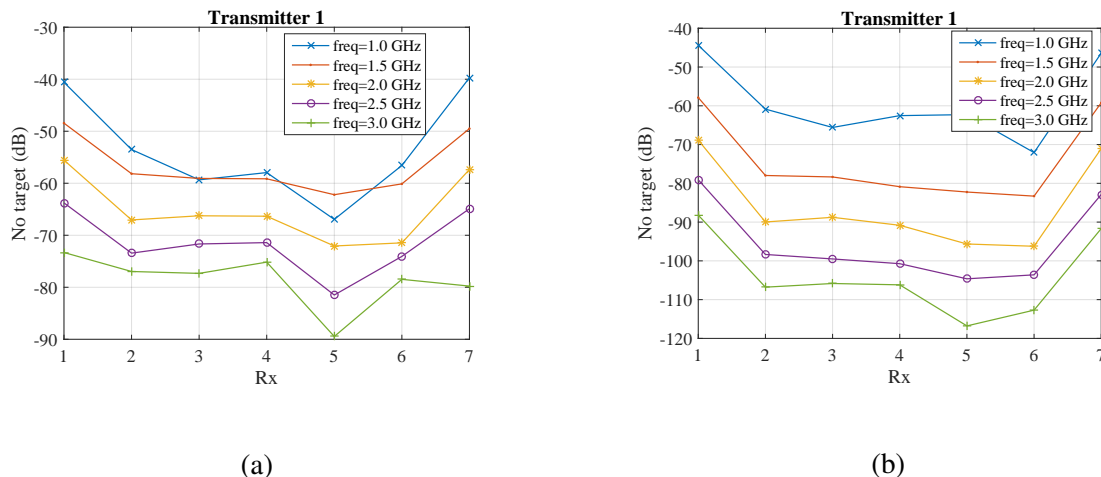 Transmitter 1
-30
-40
-50
-60
-70
-80
-90
No target (dB)
freq=1.0 GHz
freq=1.5 GHz
freq=2.0 GHz
freq=2.5 GHz
freq=3.0 GHz
1 2 3 4 5 6 7
Rx
(a)
Transmitter 1
-40
-50
-60
-70
-80
-90
-100
-110
-120
No target (dB)
freq=1.0 GHz
freq=1.5 GHz
freq=2.0 GHz
freq=2.5 GHz
freq=3.0 GHz
1 2 3 4 5 6 7
Rx
(b)